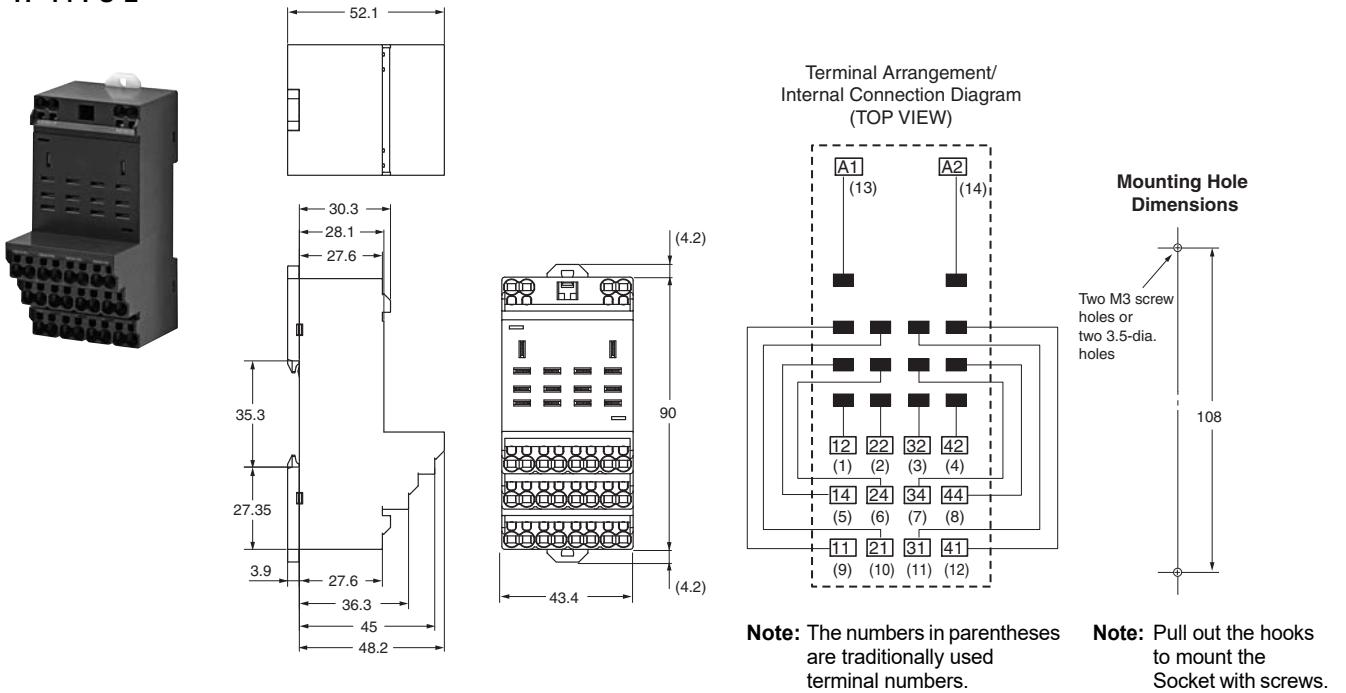 52.1
30.3
28.1
27.6
35.3
27.35
3.9
27.6
36.3
45
48.2
(4.2)
90
43.4
(4.2)
Terminal Arrangement/
Internal Connection Diagram
(TOP VIEW)
A1 A2
(13) (14)
12 22 32 42
(1) (2) (3) (4)
14 24 34 44
(5) (6) (7) (8)
11 21 31 41
(9) (10) (11) (12)
Note: The numbers in parentheses
are traditionally used
terminal numbers.
Mounting Hole
Dimensions
Two M3 screw
holes or
two 3.5-dia.
holes
108
Note: Pull out the hooks
to mount the
Socket with screws.